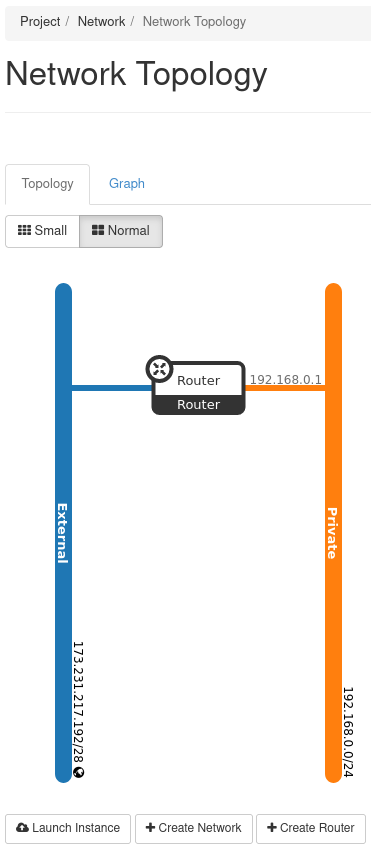 Project / Network / Network Topology
Network Topology
Topology
Graph
Small
Normal
Router
Router
192.168.0.1
External
173.231.217.192/28
Private
192.168.0.0/24
Launch Instance
Create Network
Create Router